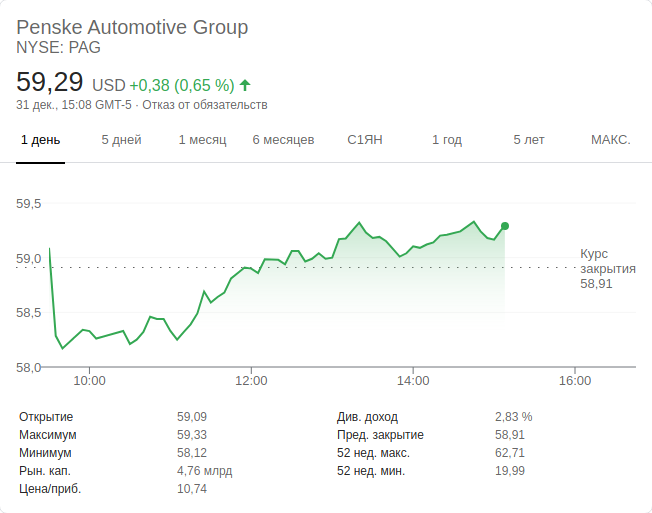 Penske Automotive Group
NYSE: PAG
59,29 USD +0,38 (0,65 %)
31 дек., 15:08 GMT-5 · Отказ от обязательств
1 день 5 дней 1 месяц 6 месяцев С1ЯН 1 год 5 лет МАКС.
59,5
59,0
58,5
58,0
Курс
закрытия
58,91
10:00 12:00 14:00 16:00
Открытие 59,09
Максимум 59,33
Минимум 58,12
Рын. кап. 4,76 млрд
Цена/приб. 10,74
Див. доход 2,83 %
Пред. закрытие 58,91
52 нед. макс. 62,71
52 нед. мин. 19,99